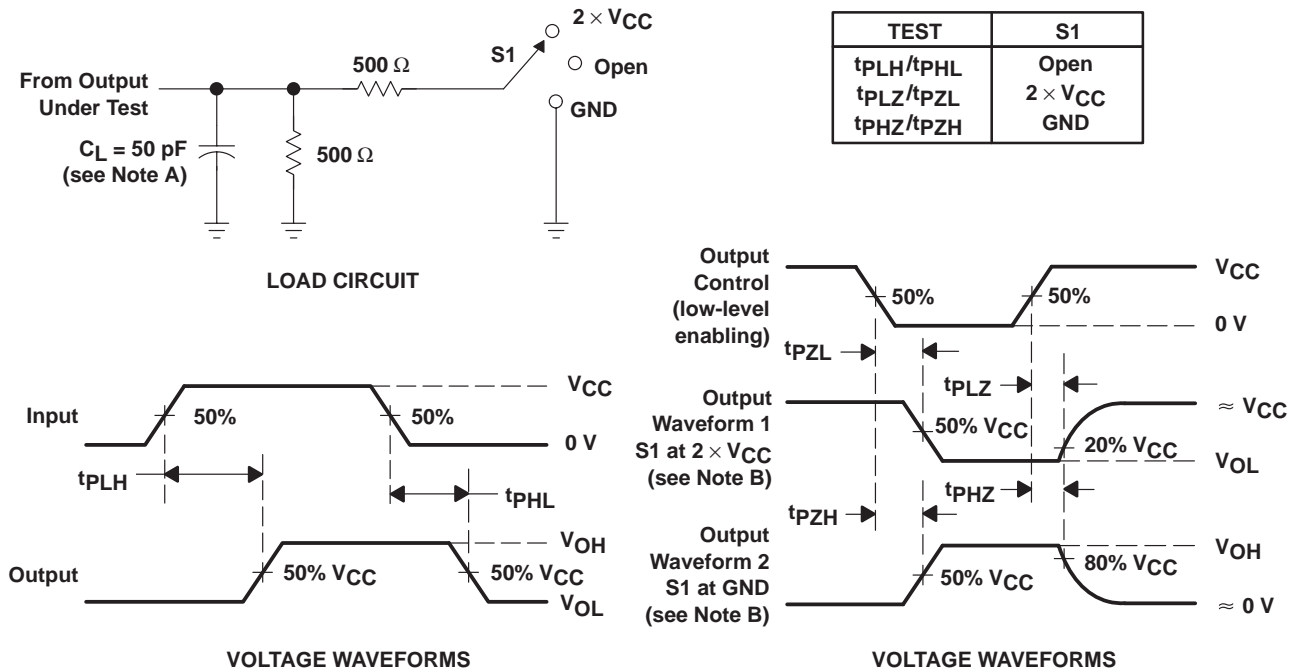 2 × VCC
S1
500 Ω
Open
From Output
Under Test
GND
CL = 50 pF
(see Note A)
500 Ω
LOAD CIRCUIT
TEST S1
tPLH/tPHL Open
tPLZ/tPZL 2 × VCC
tPHZ/tPZH GND
Input
50%
50%
VCC
0 V
tPLH
tPHL
Output
50% VCC
50% VCC
VOH
VOL
VOLTAGE WAVEFORMS
Output
Control
(low-level
enabling)
50%
50%
VCC
0 V
tPZL
tPLZ
Output
Waveform 1
S1 at 2 × VCC
(see Note B)
50% VCC
20% VCC
≈ VCC
VOL
tPZH
tPHZ
Output
Waveform 2
S1 at GND
(see Note B)
50% VCC
80% VCC
VOH
≈ 0 V
VOLTAGE WAVEFORMS